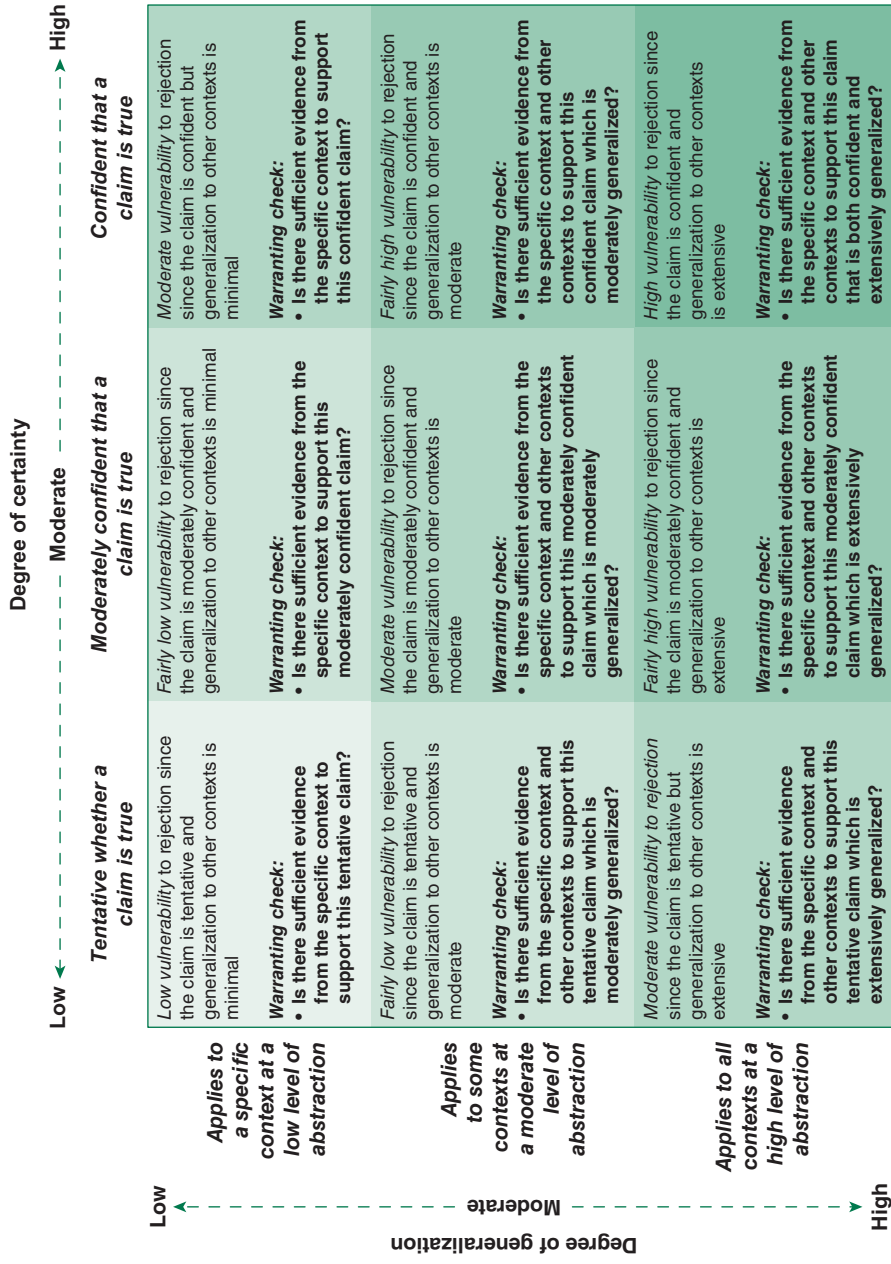 Degree of certainty
Low
Moderate
High
Tentative whether a
claim is true
Moderately confident that a
claim is true
Confident that a
claim is true
Degree of generalization
Low
Moderate
High
Applies to
a specific
context at a
low level of
abstraction
Low vulnerability to rejection since
the claim is tentative and
generalization to other contexts is
minimal
Warranting check:
• Is there sufficient evidence
from the specific context to
support this tentative claim?
Fairly low vulnerability to rejection since
the claim is moderately confident and
generalization to other contexts is minimal
Warranting check:
• Is there sufficient evidence from the
specific context to support this
moderately confident claim?
Moderate vulnerability to rejection
since the claim is confident but
generalization to other contexts is
minimal
Warranting check:
• Is there sufficient evidence from
the specific context to support
this confident claim?
Applies
to some
contexts at
a moderate
level of
abstraction
Fairly low vulnerability to rejection
since the claim is tentative and
generalization to other contexts is
moderate
Warranting check:
• Is there sufficient evidence
from the specific context and
other contexts to support this
tentative claim which is
moderately generalized?
Moderate vulnerability to rejection since
the claim is moderately confident and
generalization to other contexts is
moderate
Warranting check:
• Is there sufficient evidence from the
specific context and other contexts
to support this moderately confident
claim which is moderately
generalized?
Fairly high vulnerability to rejection
since the claim is confident and
generalization to other contexts is
moderate
Warranting check:
• Is there sufficient evidence from
the specific context and other
contexts to support this
confident claim which is
moderately generalized?
Applies to all
contexts at a
high level of
abstraction
Moderate vulnerability to rejection
since the claim is tentative but
generalization to other contexts is
extensive
Warranting check:
• Is there sufficient evidence
from the specific context and
other contexts to support this
tentative claim which is
extensively generalized?
Fairly high vulnerability to rejection since
the claim is moderately confident and
generalization to other contexts is
extensive
Warranting check:
• Is there sufficient evidence from the
specific context and other contexts
to support this moderately confident
claim which is extensively
generalized?
High vulnerability to rejection since
the claim is confident and
generalization to other contexts
is extensive
Warranting check:
• Is there sufficient evidence from
the specific context and other
contexts to support this claim
that is both confident and
extensively generalized?